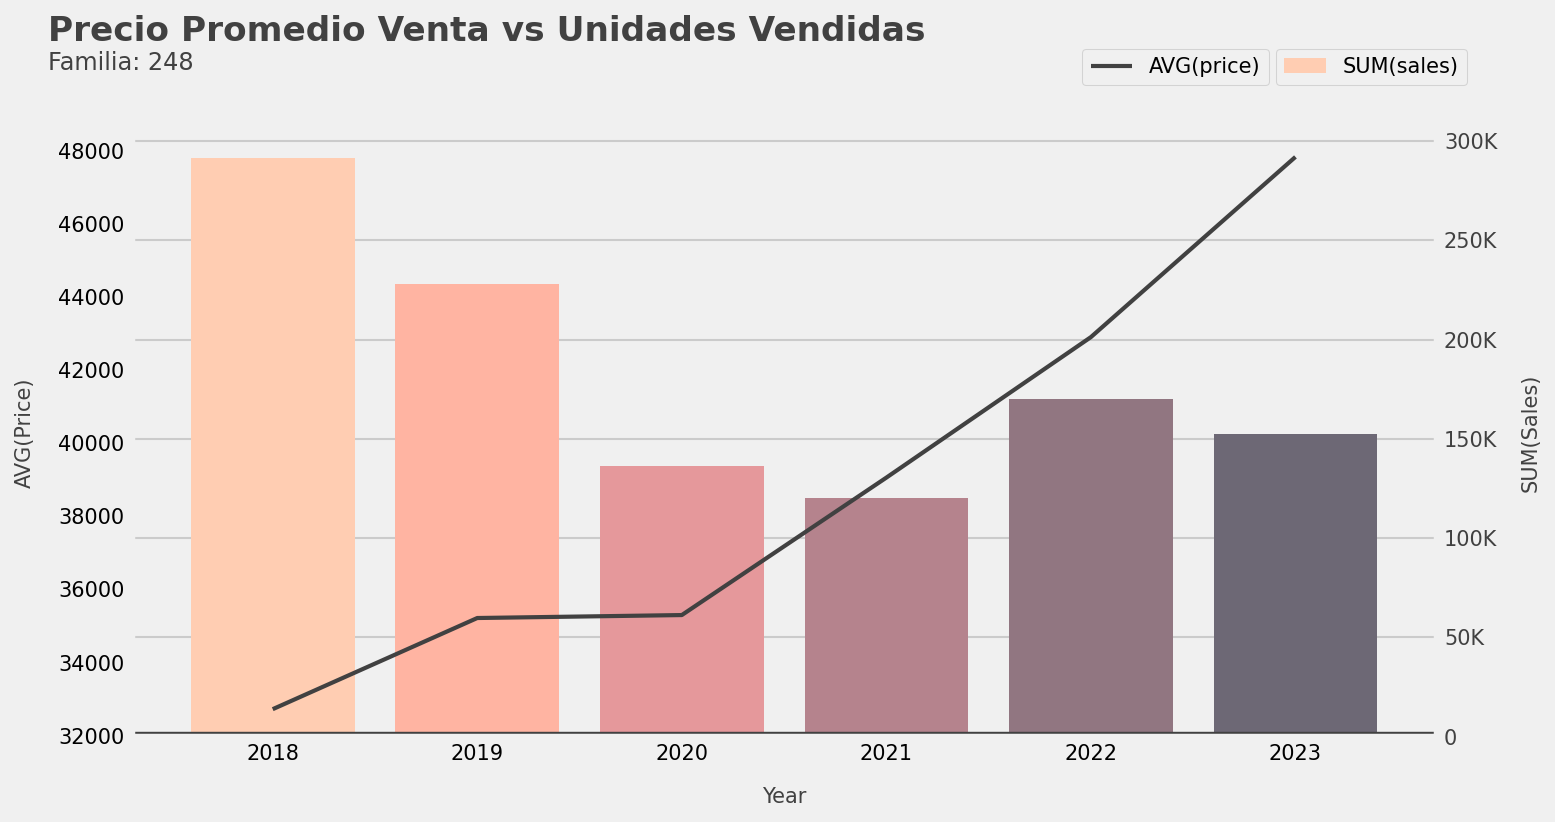 Precio Promedio Venta vs Unidades Vendidas
Familia: 248
AVG(price)
SUM(sales)
48000
46000
44000
42000
40000
38000
36000
34000
32000
AVG(Price)
300K
250K
200K
150K
100K
50K
0
SUM(Sales)
2018
2019
2020
2021
2022
2023
Year